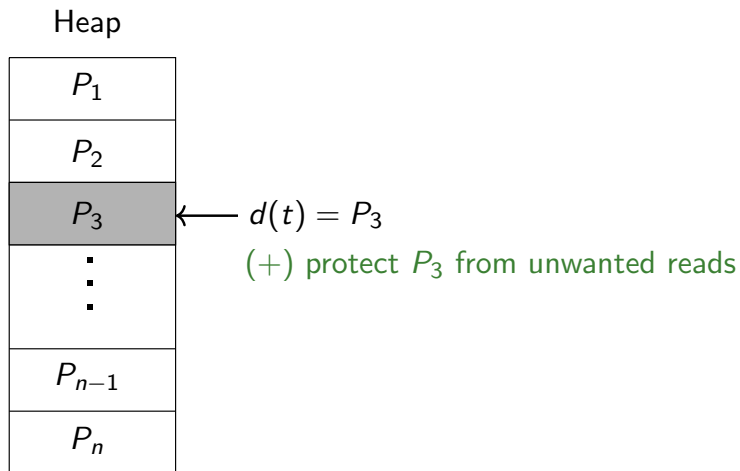 Heap
P₁
P₂
P₃
d(t) = P₃
(+) protect P₃ from unwanted reads
⋮
Pₙ₋₁
Pₙ